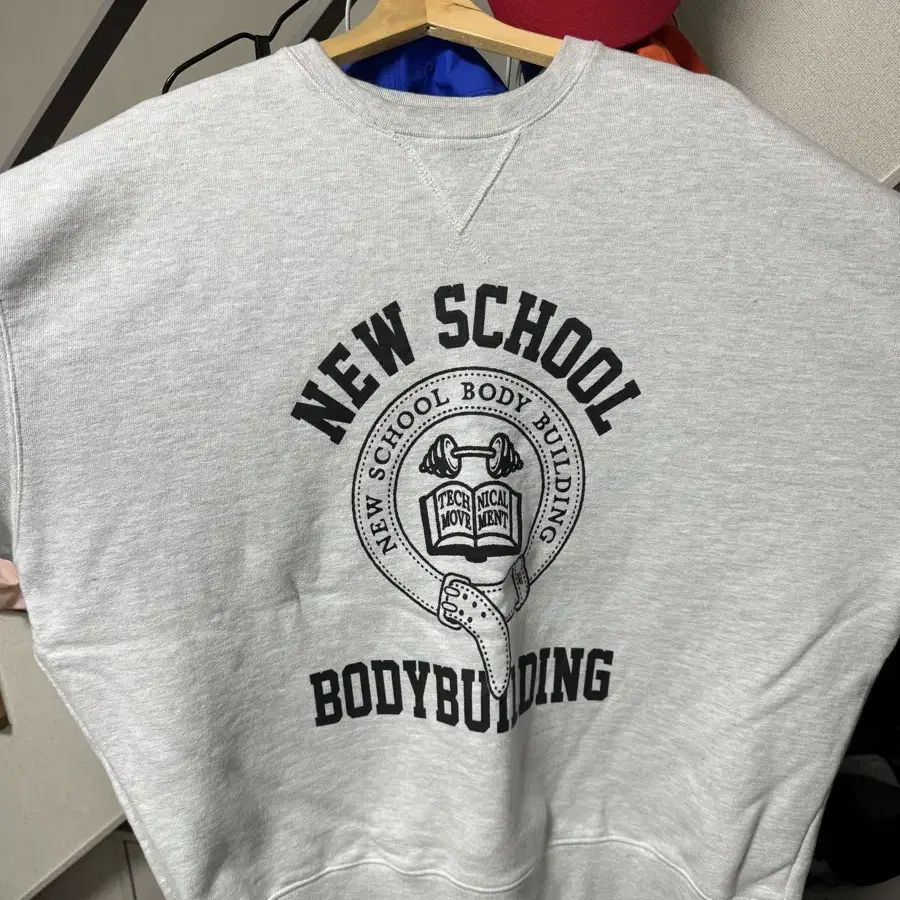 NEW SCHOOL
NEW SCHOOL BODY BUILDING
TECH NICAL
MOVE MENT
BODYBUILDING